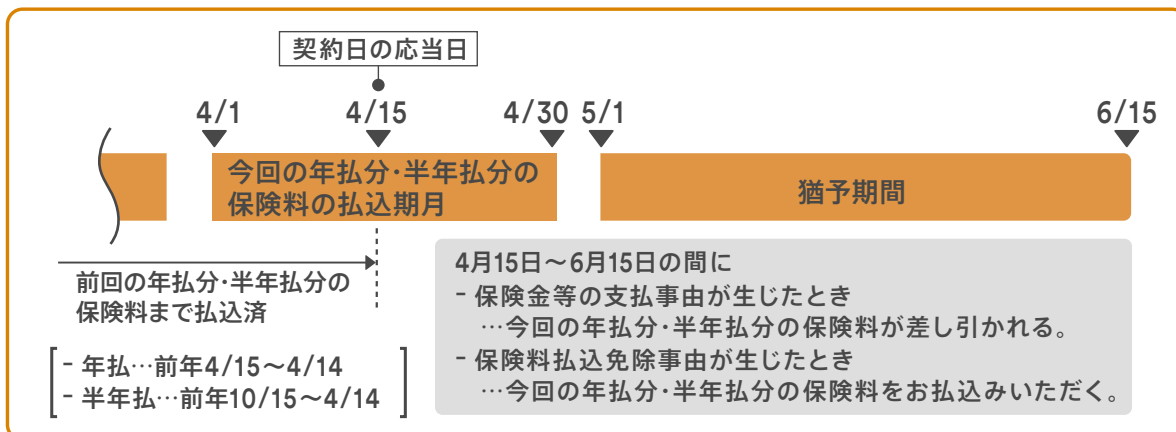 契約日の応当日
4/1
4/15
4/30
5/1
6/15
今回の年払分・半年払分の
保険料の払込期月
猶予期間
前回の年払分・半年払分の
保険料まで払込済
- 年払…前年4/15～4/14
- 半年払…前年10/15～4/14
4月15日～6月15日の間に
- 保険金等の支払事由が生じたとき
…今回の年払分・半年払分の保険料が差し引かれる。
- 保険料払込免除事由が生じたとき
…今回の年払分・半年払分の保険料をお払込みいただく。